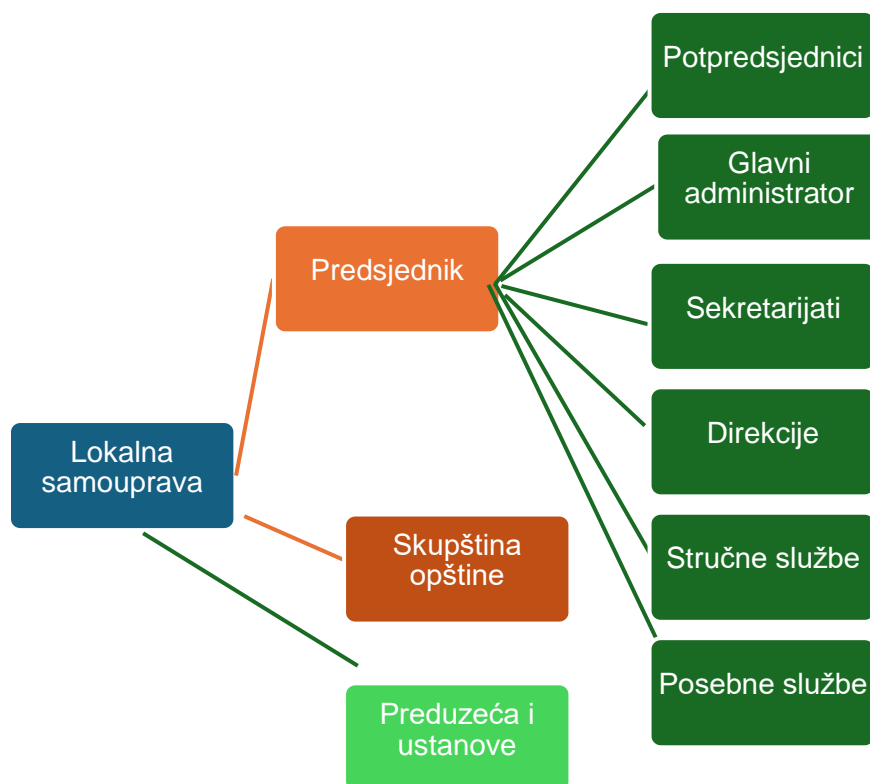 Potpredsjednici
Glavni
administrator
Predsjednik
Sekretarijati
Direkcije
Lokalna
samouprava
Skupština
opštine
Stručne službe
Posebne službe
Preduzeća i
ustanove